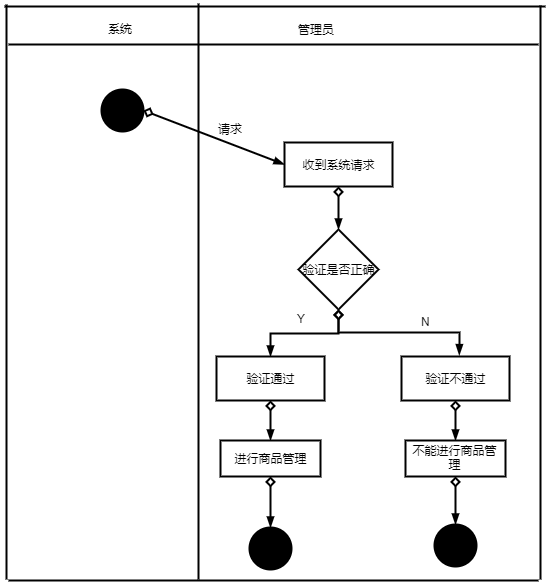 系统
管理员
请求
收到系统请求
验证是否正确
Y
N
验证通过
验证不通过
进行商品管理
不能进行商品管
理